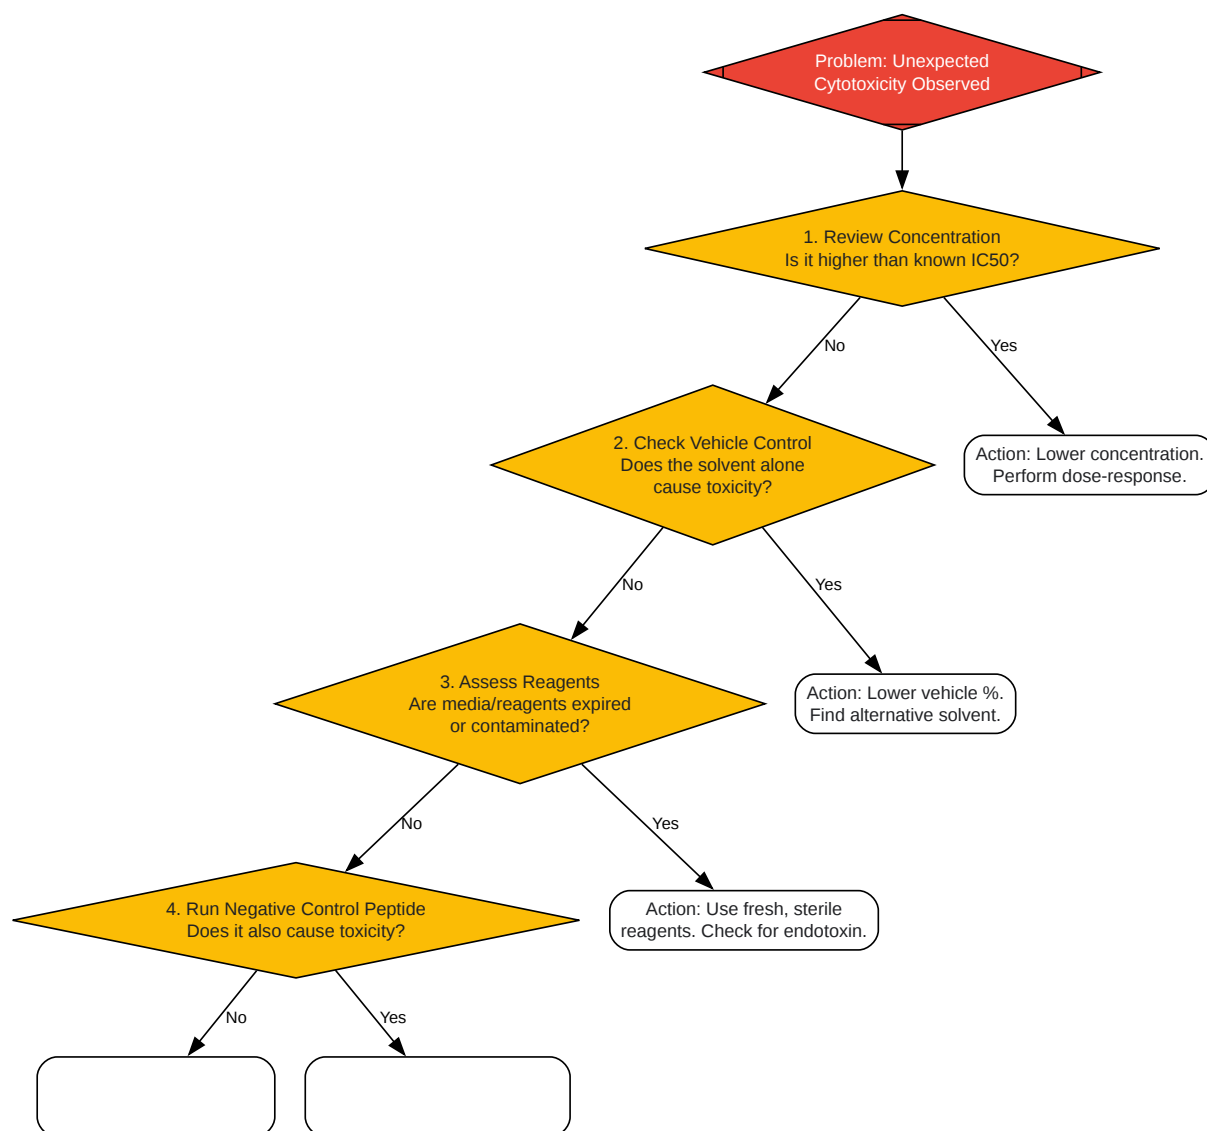 Problem: Unexpected
Cytotoxicity Observed
1. Review Concentration
Is it higher than known IC50?
No
Yes
2. Check Vehicle Control
Does the solvent alone
cause toxicity?
Action: Lower concentration.
Perform dose-response.
No
Yes
3. Assess Reagents
Are media/reagents expired
or contaminated?
Action: Lower vehicle %.
Find alternative solvent.
No
Yes
4. Run Negative Control Peptide
Does it also cause toxicity?
Action: Use fresh, sterile
reagents. Check for endotoxin.
No
Yes